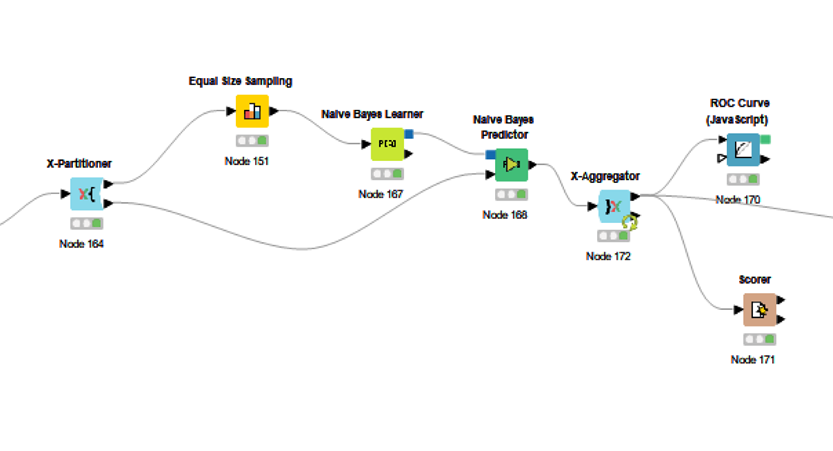 Equal Size Sampling
Node 151
Naive Bayes Learner
P(X)
Node 167
Naive Bayes
Predictor
Node 168
X-Partitioner
X{
Node 164
X-Aggregator
}X
Node 172
ROC Curve
(JavaScript)
Node 170
Scorer
Node 171